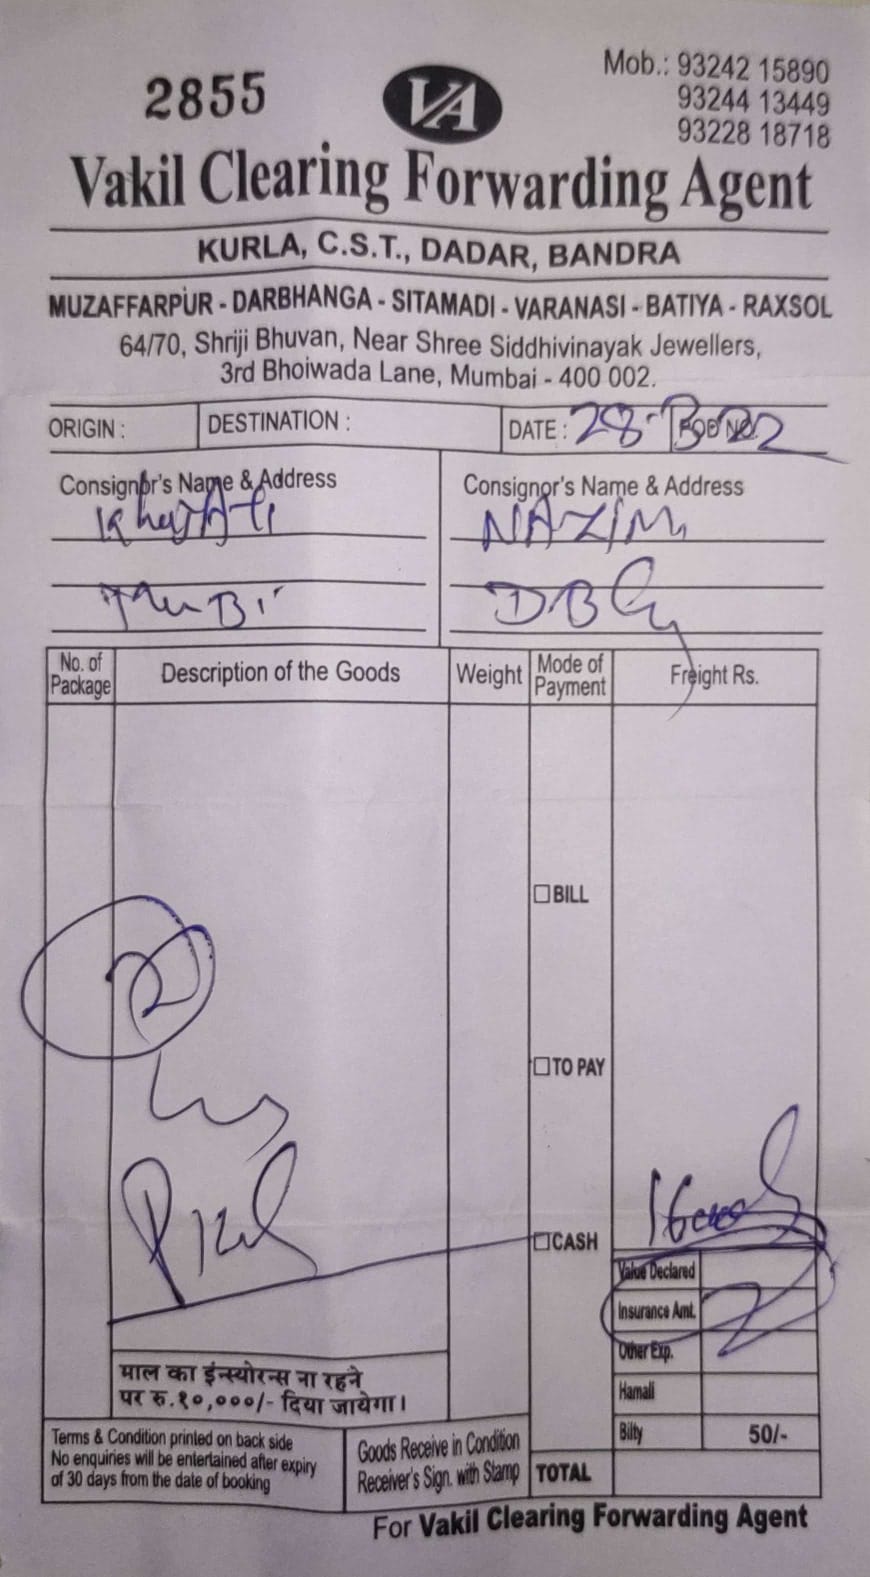 2855
VA
Mob.: 93242 15890
93244 13449
93228 18718
Vakil Clearing Forwarding Agent
KURLA, C.S.T., DADAR, BANDRA
MUZAFFARPUR - DARBHANGA - SITAMADI - VARANASI - BATIYA - RAXSOL
64/70, Shriji Bhuvan, Near Shree Siddhivinayak Jewellers,
3rd Bhoiwada Lane, Mumbai - 400 002.
ORIGIN : DESTINATION : DATE : 28- POD NO. 22
Consignor's Name & Address Consignor's Name & Address
NAZIM
DBG
No. of Package Description of the Goods Weight Mode of Payment Freight Rs.
BILL
2
TO PAY
CASH
Value Declared
Insurance Amt.
Other Exp.
Hamali
Bilty 50/-
TOTAL
माल का इंन्स्योरन्स ना रहने
पर रु.१०,०००/- दिया जायेगा।
Terms & Condition printed on back side
No enquiries will be entertained after expiry
of 30 days from the date of booking
Goods Receive in Condition
Receiver's Sign. with Stamp
For Vakil Clearing Forwarding Agent